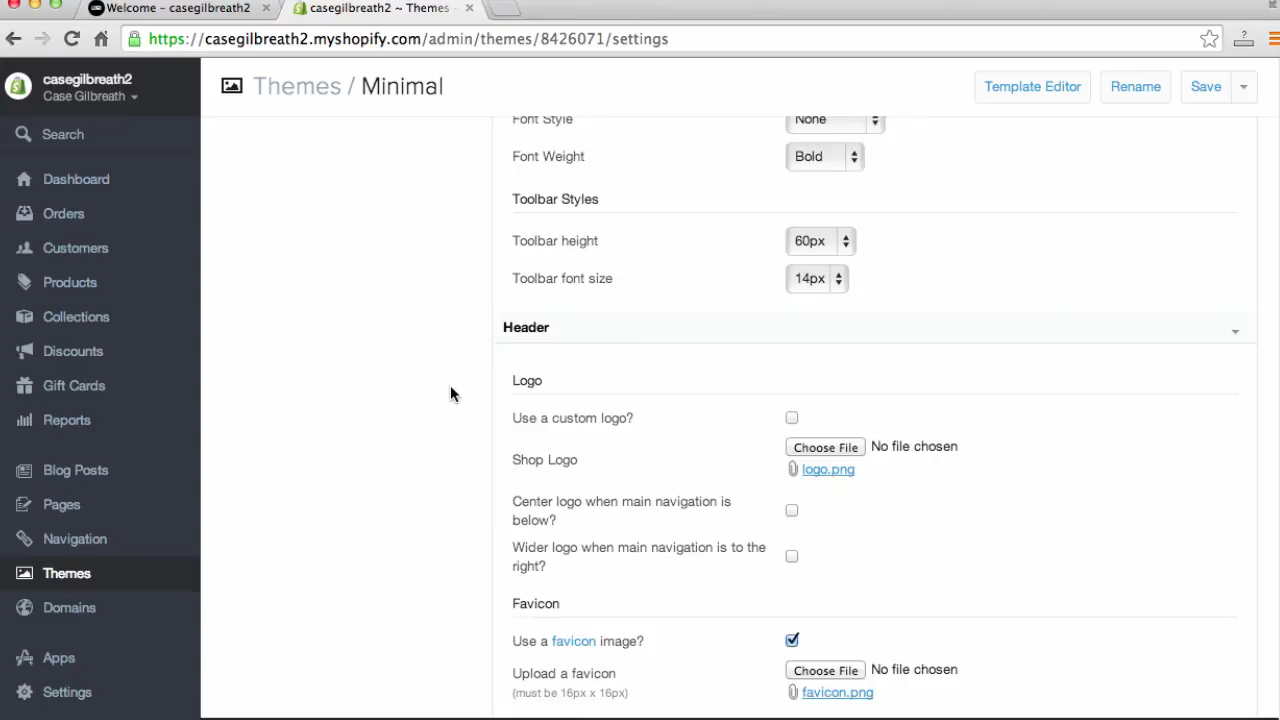 Welcome ~ casegilbreath2
casegilbreath2 ~ Themes ~
https://casegilbreath2.myshopify.com/admin/themes/8426071/settings
casegilbreath2
Case Gilbreath
Search
Dashboard
Orders
Customers
Products
Collections
Discounts
Gift Cards
Reports
Blog Posts
Pages
Navigation
Themes
Domains
Apps
Settings
Themes / Minimal
Template Editor
Rename
Save
Font Style
None
Font Weight
Bold
Toolbar Styles
Toolbar height
60px
Toolbar font size
14px
Header
Logo
Use a custom logo?
Shop Logo
Choose File No file chosen
logo.png
Center logo when main navigation is
below?
Wider logo when main navigation is to the
right?
Favicon
Use a favicon image?
Upload a favicon
(must be 16px x 16px)
Choose File No file chosen
favicon.png